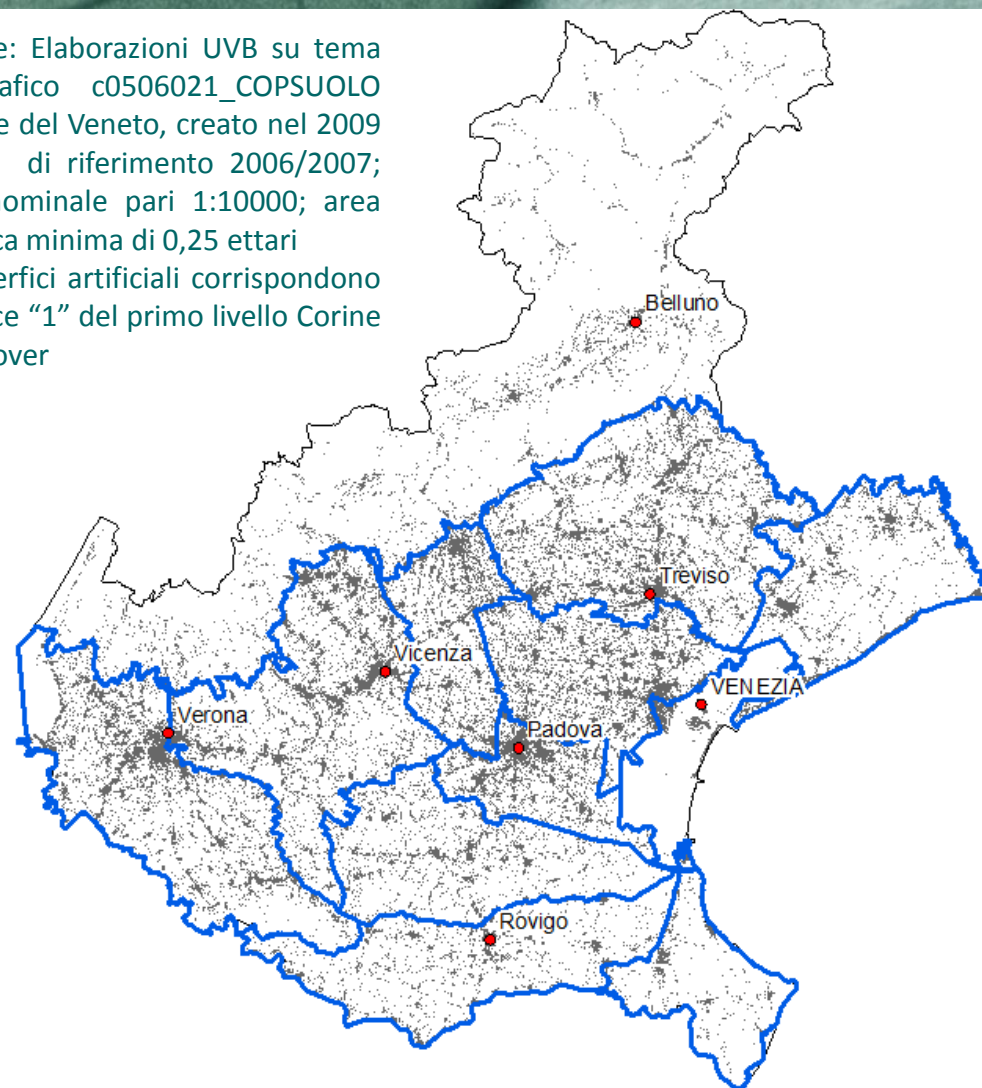 e: Elaborazioni UVB su tema
afico c0506021_COPSUOLO
e del Veneto, creato nel 2009
di riferimento 2006/2007;
nominale pari 1:10000; area
ca minima di 0,25 ettari
erfici artificiali corrispondono
ce “1” del primo livello Corine
over
Belluno
Treviso
Vicenza
VENEZIA
Verona
Padova
Rovigo